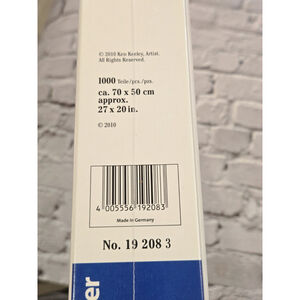 © 2010 Ken Keeley, Artist.
All Rights Reserved.
1000 Teile/pcs./pzs.
ca. 70 x 50 cm
approx.
27 x 20 in.
© 2010
4 005556 192083
Made in Germany
No. 19 208 3
er